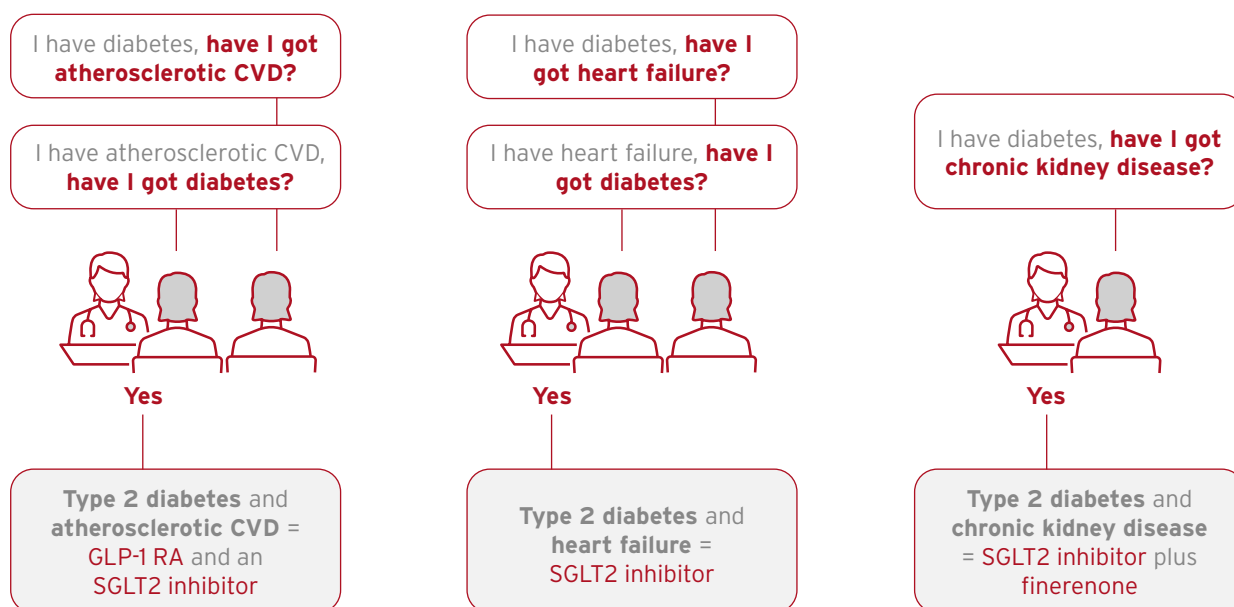 I have diabetes, have I got
atherosclerotic CVD?
I have atherosclerotic CVD,
have I got diabetes?
Yes
Type 2 diabetes and
atherosclerotic CVD =
GLP-1 RA and an
SGLT2 inhibitor
I have diabetes, have I
got heart failure?
I have heart failure, have I
got diabetes?
Yes
Type 2 diabetes and
heart failure =
SGLT2 inhibitor
I have diabetes, have I got
chronic kidney disease?
Yes
Type 2 diabetes and
chronic kidney disease
= SGLT2 inhibitor plus
finerenone